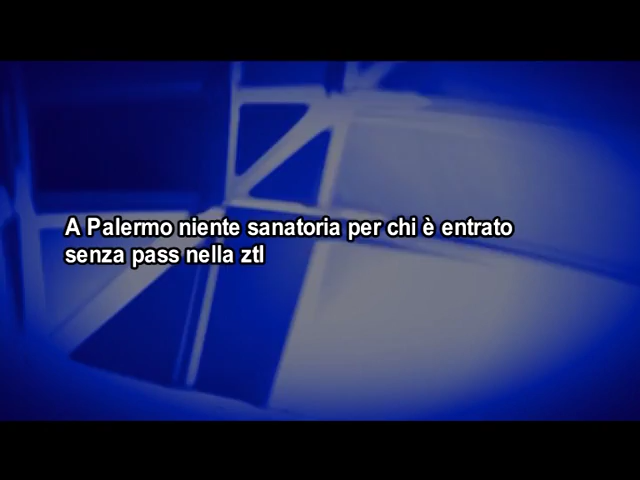 A Palermo niente sanatoria per chi è entrato
senza pass nella ztl